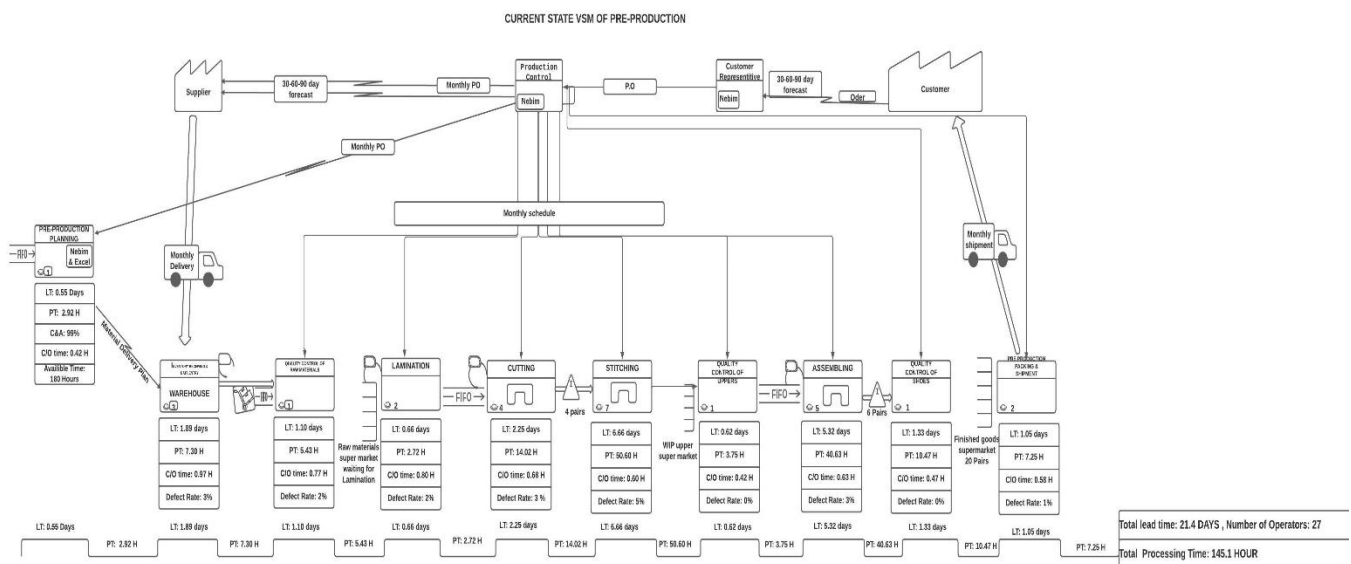 CURRENT STATE VSM OF PRE-PRODUCTION
Supplier
30-60-90 day
forecast
Monthly PO
Production
Control
Nebim
P.O
Customer
Representitive
Nebim
30-60-90 day
forecast
Oder
Customer
Monthly PO
Monthly schedule
PRE-PRODUCTION
PLANNING
FIFO
Nebim
& Excel
1
Monthly
Delivery
Monthly
shipment
LT: 0.55 Days
PT: 2.92 H
C&A: 99%
C/O time: 0.42 H
Availible Time:
180 Hours
Material Delivery Plan
WAREHOUSE
3
LT: 1.89 days
PT: 7.30 H
C/O time: 0.97 H
Defect Rate: 3%
QUALITY CONTROL OF
RAW MATERIALS
1
LT: 1.10 days
PT: 5.43 H
C/O time: 0.77 H
Defect Rate: 2%
Raw materials
super market
waiting for
Lamination
LAMINATION
2
LT: 0.66 days
PT: 2.72 H
C/O time: 0.80 H
Defect Rate: 2%
FIFO
CUTTING
4
LT: 2.25 days
PT: 14.02 H
C/O time: 0.68 H
Defect Rate: 3 %
I
4 pairs
STITCHING
7
LT: 6.66 days
PT: 50.60 H
C/O time: 0.60 H
Defect Rate: 5%
WIP upper
super market
QUALITY
CONTROL OF
UPPERS
1
LT: 0.62 days
PT: 3.75 H
C/O time: 0.42 H
Defect Rate: 0%
FIFO
ASSEMBLING
5
LT: 5.32 days
PT: 40.63 H
C/O time: 0.63 H
Defect Rate: 3%
I
6 Pairs
QUALITY
CONTROL OF
SHOES
1
LT: 1.33 days
PT: 10.47 H
C/O time: 0.47 H
Defect Rate: 0%
Finished goods
supermarket
20 Pairs
PRE-PRODUCTION
PACKING &
SHIPMENT
2
LT: 1.05 days
PT: 7.25 H
C/O time: 0.58 H
Defect Rate: 1%
LT: 0.55 Days
PT: 2.92 H
LT: 1.89 days
PT: 7.30 H
LT: 1.10 days
PT: 5.43 H
LT: 0.66 days
PT: 2.72 H
LT: 2.25 days
PT: 14.02 H
LT: 6.66 days
PT: 50.60 H
LT: 0.62 days
PT: 3.75 H
LT: 5.32 days
PT: 40.63 H
LT: 1.33 days
PT: 10.47 H
LT: 1.05 days
PT: 7.25 H
Total lead time: 21.4 DAYS , Number of Operators: 27
Total Processing Time: 145.1 HOUR